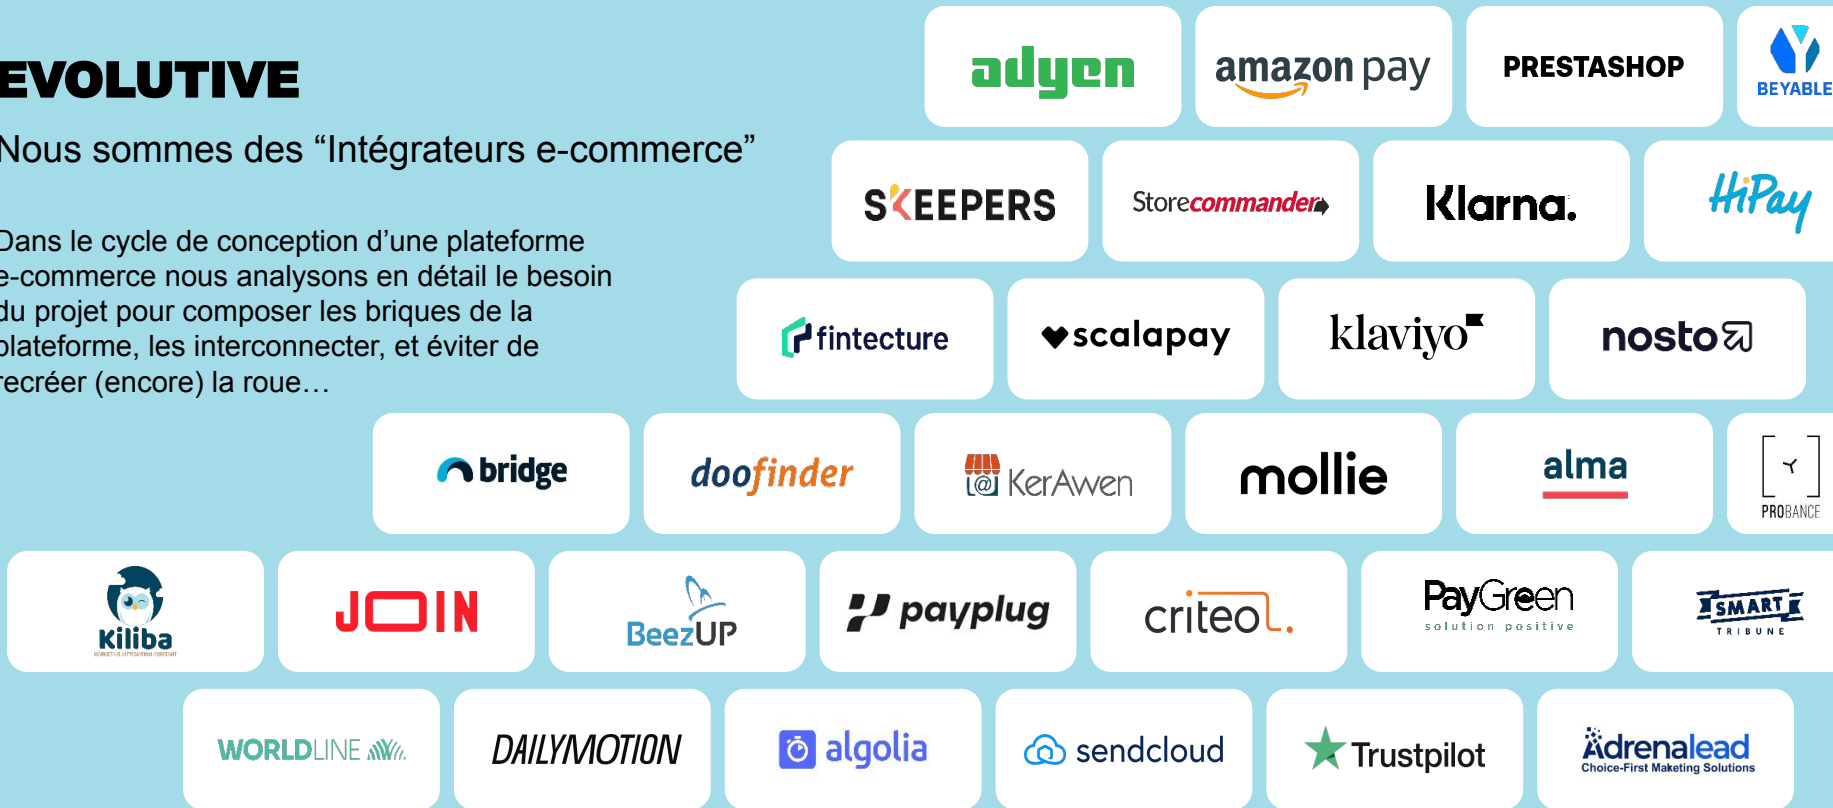 EVOLUTIVE
Nous sommes des “Intégrateurs e-commerce”
Dans le cycle de conception d’une plateforme
e-commerce nous analysons en détail le besoin
du projet pour composer les briques de la
plateforme, les interconnecter, et éviter de
recréer (encore) la roue…
adyen
amazon pay
PRESTASHOP
BEYABLE
SKEEPERS
Storecommander
Klarna.
HiPay
fintecture
scalapay
klaviyo
nosto
bridge
doofinder
@ KerAwen
mollie
alma
PROBANCE
Kiliba
MARKETING AUTOMATION ASSISTANT
JOIN
BeezUP
payplug
criteo
PayGreen
solution positive
SMART
TRIBUNE
WORLDLINE
DAILYMOTION
algolia
sendcloud
Trustpilot
Adrenalead
Choice-First Maketing Solutions